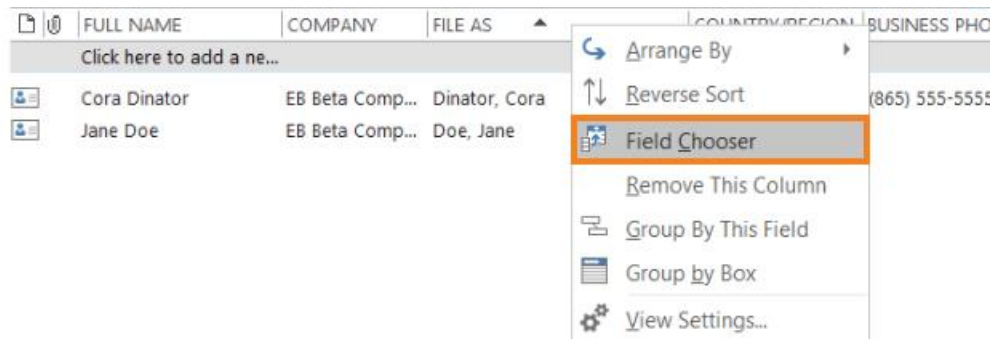 FULL NAME COMPANY FILE AS COUNTRY/REGION BUSINESS PHO
Click here to add a ne...
Cora Dinator EB Beta Comp... Dinator, Cora (865) 555-5555
Jane Doe EB Beta Comp... Doe, Jane
Arrange By
Reverse Sort
Field Chooser
Remove This Column
Group By This Field
Group by Box
View Settings...